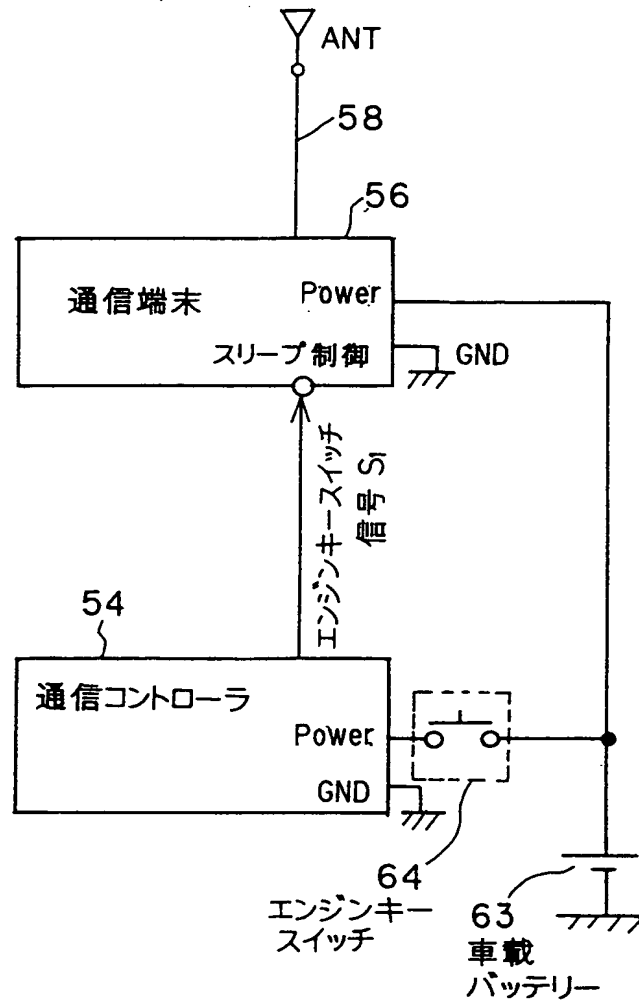 ANT
58
56
通信端末
Power
スリープ制御
GND
エンジンキースイッチ
信号 S1
54
通信コントローラ
Power
GND
64
エンジンキー
スイッチ
63
車載
バッテリー